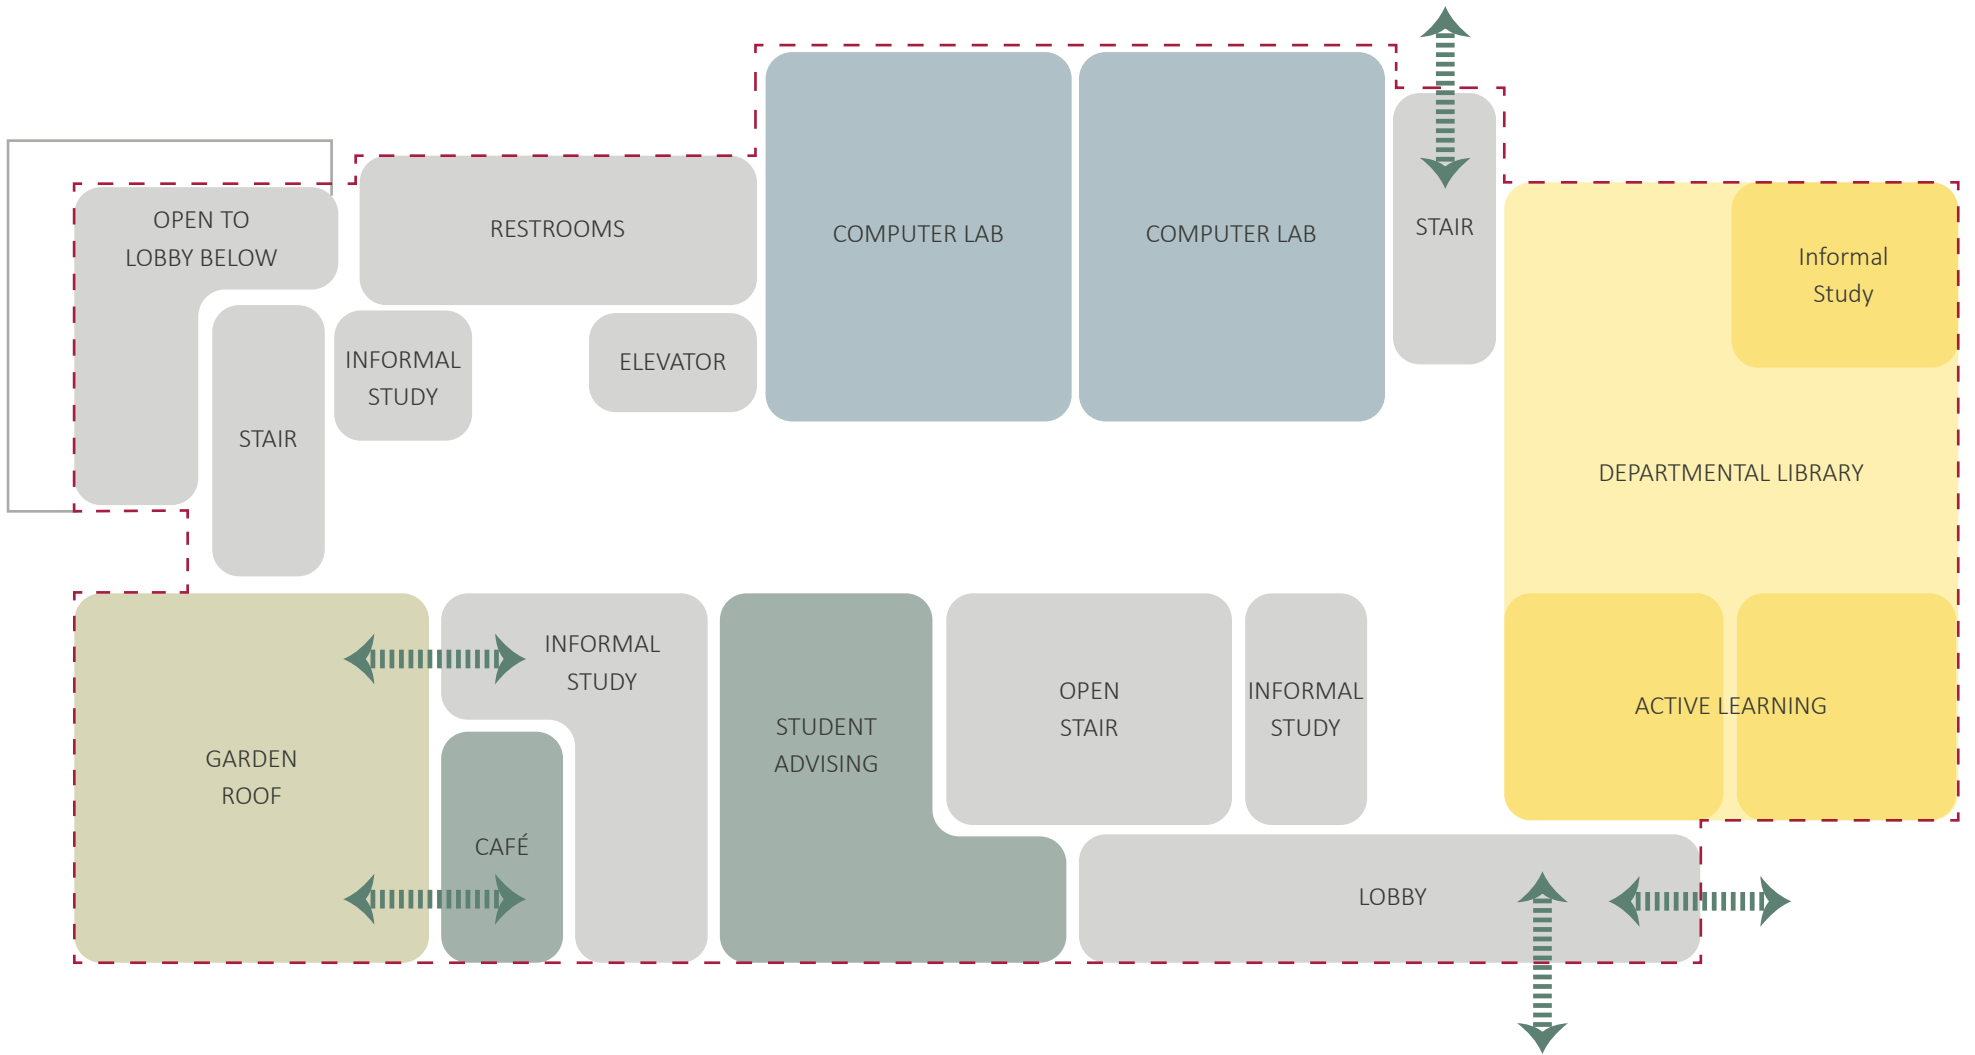 OPEN TO
LOBBY BELOW
RESTROOMS
COMPUTER LAB
COMPUTER LAB
STAIR
Informal
Study
INFORMAL
STUDY
ELEVATOR
STAIR
DEPARTMENTAL LIBRARY
GARDEN
ROOF
INFORMAL
STUDY
CAFÉ
STUDENT
ADVISING
OPEN
STAIR
INFORMAL
STUDY
ACTIVE LEARNING
LOBBY